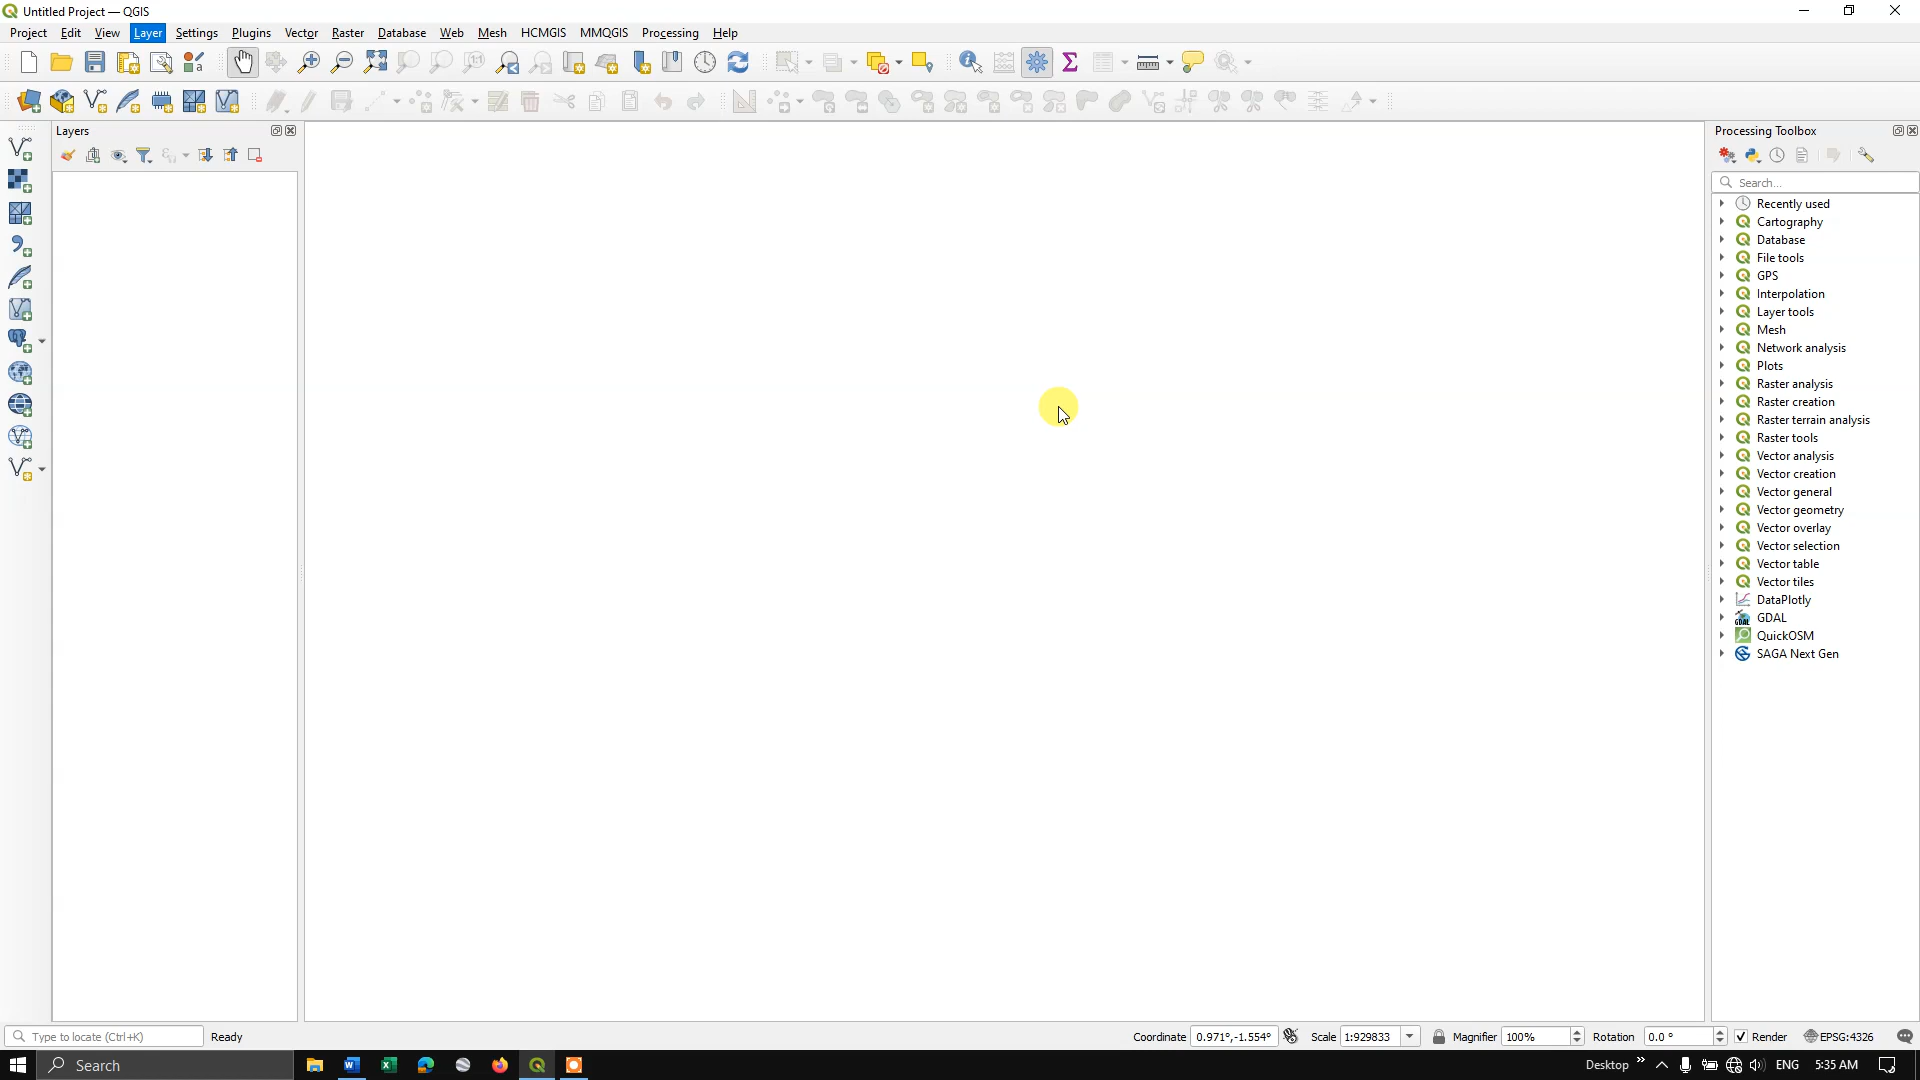 Untitled Project — QGIS
Project Edit View Layer Settings Plugins Vector Raster Database Web Mesh HCMGIS MMQGIS Processing Help
Layers
Processing Toolbox
Search...
Recently used
Cartography
Database
File tools
GPS
Interpolation
Layer tools
Mesh
Network analysis
Plots
Raster analysis
Raster creation
Raster terrain analysis
Raster tools
Vector analysis
Vector creation
Vector general
Vector geometry
Vector overlay
Vector selection
Vector table
Vector tiles
DataPlotly
GDAL
QuickOSM
SAGA Next Gen
Type to locate (Ctrl+K) Ready Coordinate 0.971°,-1.554° Scale 1:929833 Magnifier 100% Rotation 0.0 ° Render EPSG:4326
Search Desktop ENG 5:35 AM